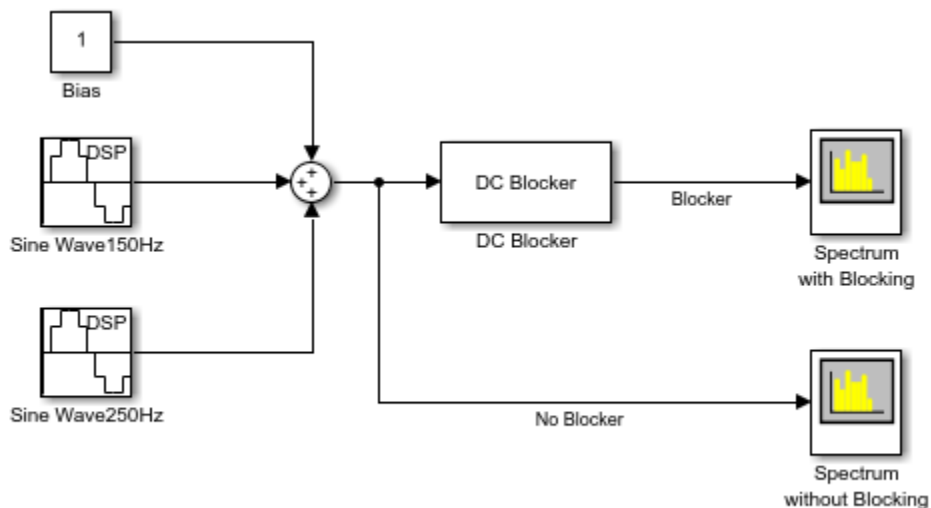 1
Bias
DSP
Sine Wave150Hz
+
+
+
DC Blocker
DC Blocker
Blocker
Spectrum
with Blocking
DSP
Sine Wave250Hz
No Blocker
Spectrum
without Blocking